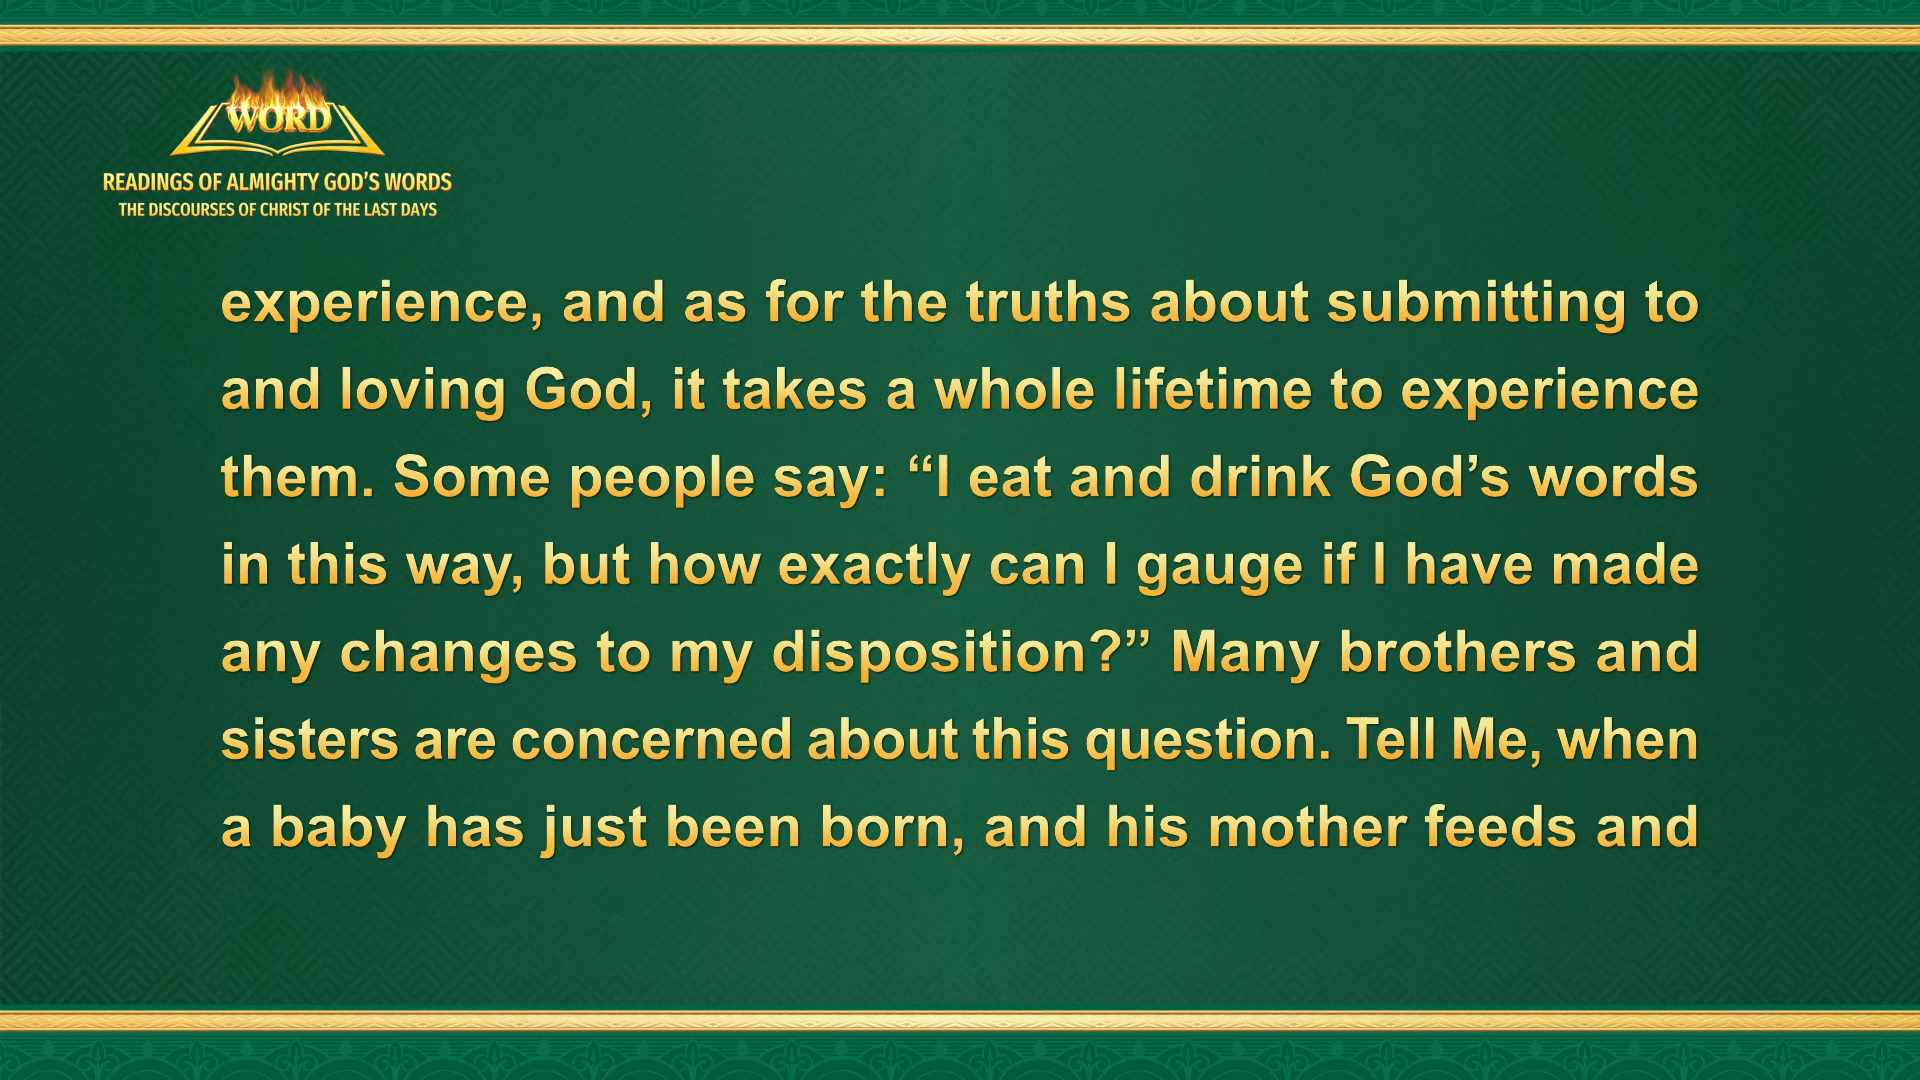 WORD
READINGS OF ALMIGHTY GOD’S WORDS
THE DISCOURSES OF CHRIST OF THE LAST DAYS
experience, and as for the truths about submitting to
and loving God, it takes a whole lifetime to experience
them. Some people say: “I eat and drink God’s words
in this way, but how exactly can I gauge if I have made
any changes to my disposition?” Many brothers and
sisters are concerned about this question. Tell Me, when
a baby has just been born, and his mother feeds and